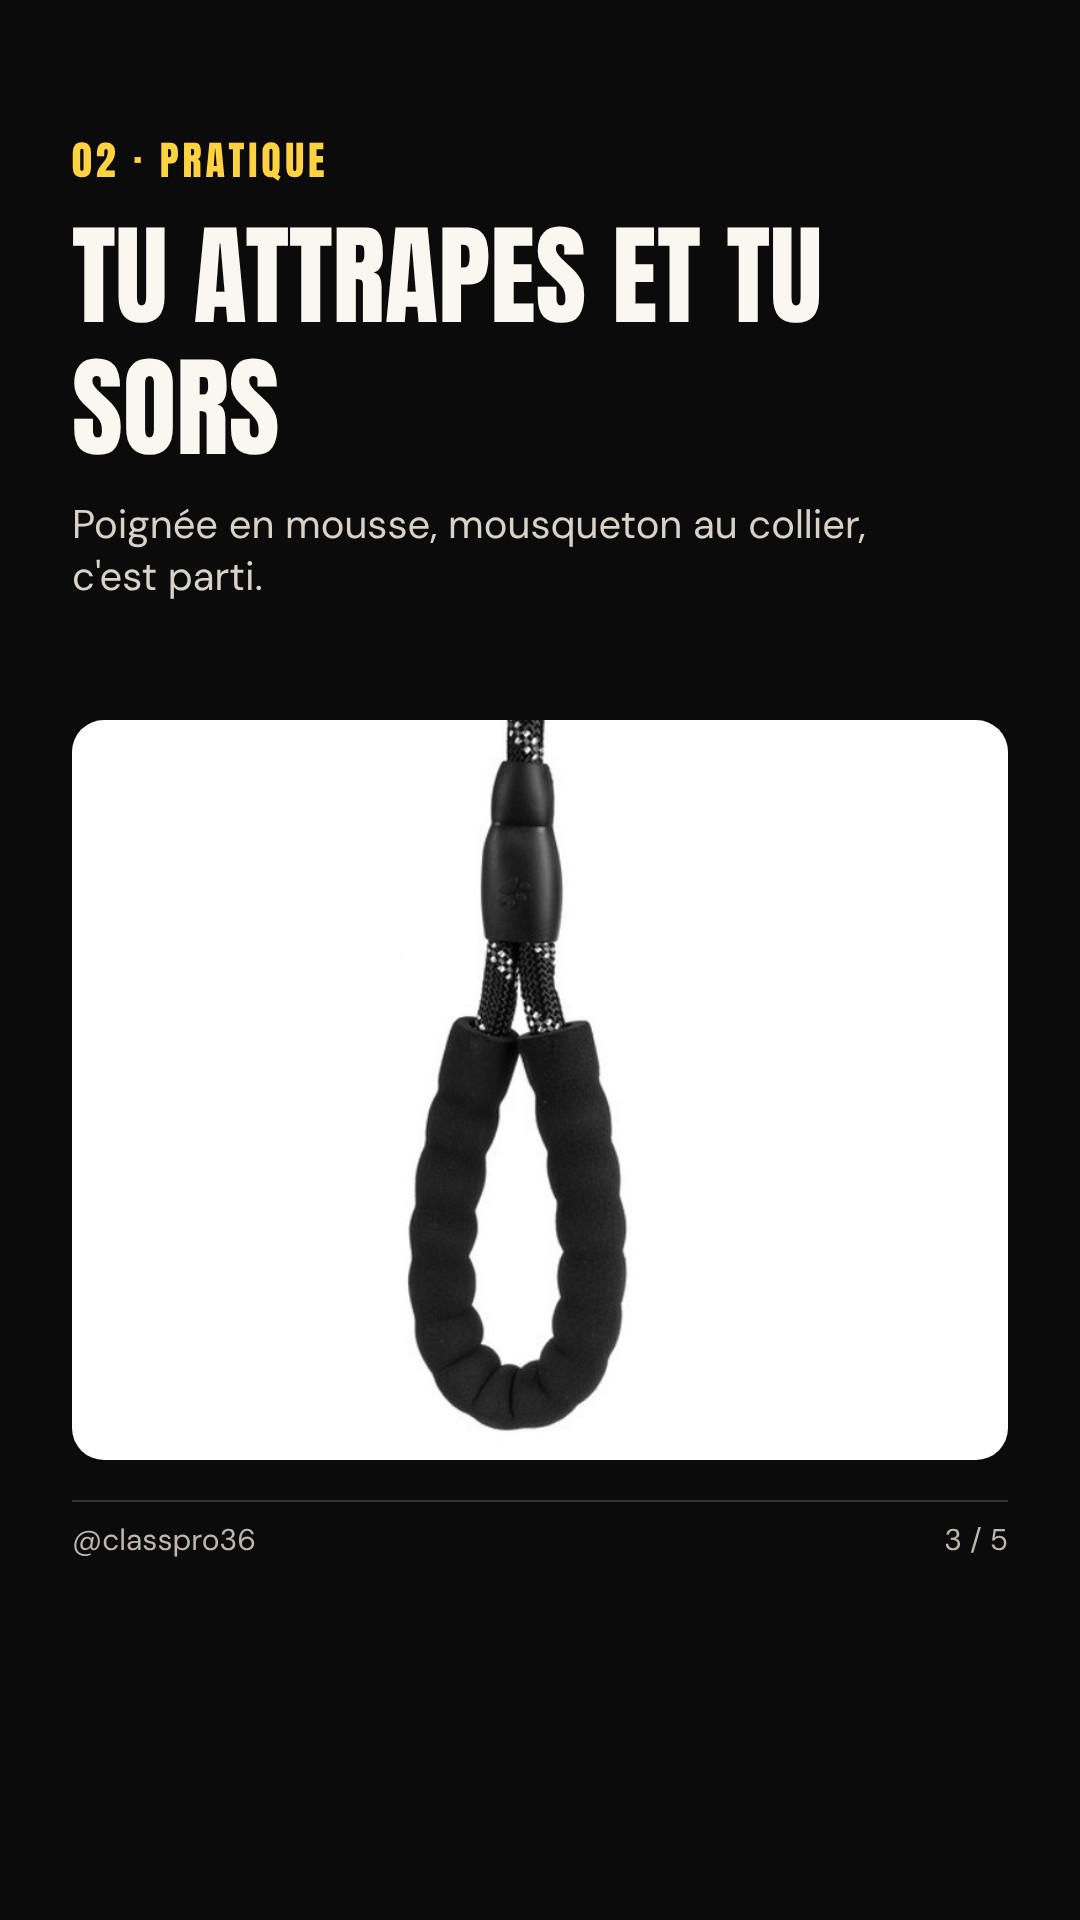 02 · PRATIQUE
TU ATTRAPES ET TU
SORS
Poignée en mousse, mousqueton au collier,
c'est parti.
@classpro36
3 / 5